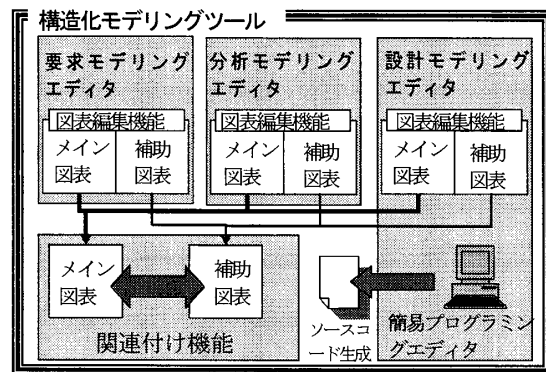 構造化モデリングツール
要求モデリング
エディタ
図表編集機能
メイン
図表
補助
図表
分析モデリング
エディタ
図表編集機能
メイン
図表
補助
図表
設計モデリング
エディタ
図表編集機能
メイン
図表
補助
図表
メイン
図表
補助
図表
関連付け機能
ソースコ
ード生成
簡易プログラミン
グエディタ